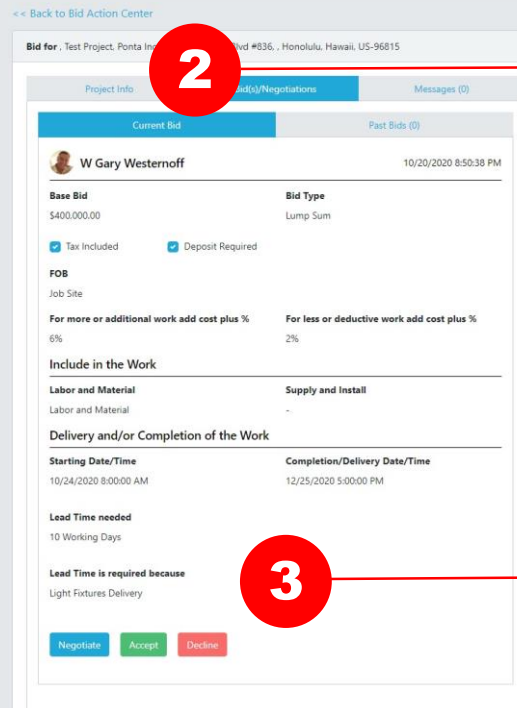 << Back to Bid Action Center
Bid for , Test Project. Ponta lvd #836, , Honolulu, Hawaii, US-96815
2
Project Info Bid(s)/Negotiations Messages (0)
Current Bid Past Bids (0)
W Gary Westernoff 10/20/2020 8:50:38 PM
Base Bid Bid Type
$400,000.00 Lump Sum
Tax Included Deposit Required
FOB
Job Site
For more or additional work add cost plus % For less or deductive work add cost plus %
6% 2%
Include in the Work
Labor and Material Supply and Install
Labor and Material -
Delivery and/or Completion of the Work
Starting Date/Time Completion/Delivery Date/Time
10/24/2020 8:00:00 AM 12/25/2020 5:00:00 PM
Lead Time needed
10 Working Days
Lead Time is required because
3
Light Fixtures Delivery
Negotiate Accept Decline